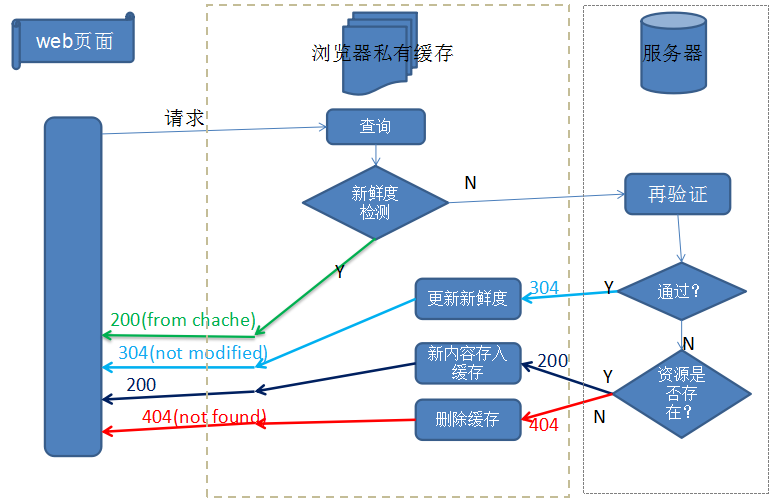 web页面
浏览器私有缓存
服务器
请求
查询
新鲜度
检测
N
再验证
Y
通过?
304
Y
更新新鲜度
200(from chache)
304(not modified)
N
新内容存入
缓存
200
Y
资源是
否存
在?
200
404(not found)
删除缓存
404
N